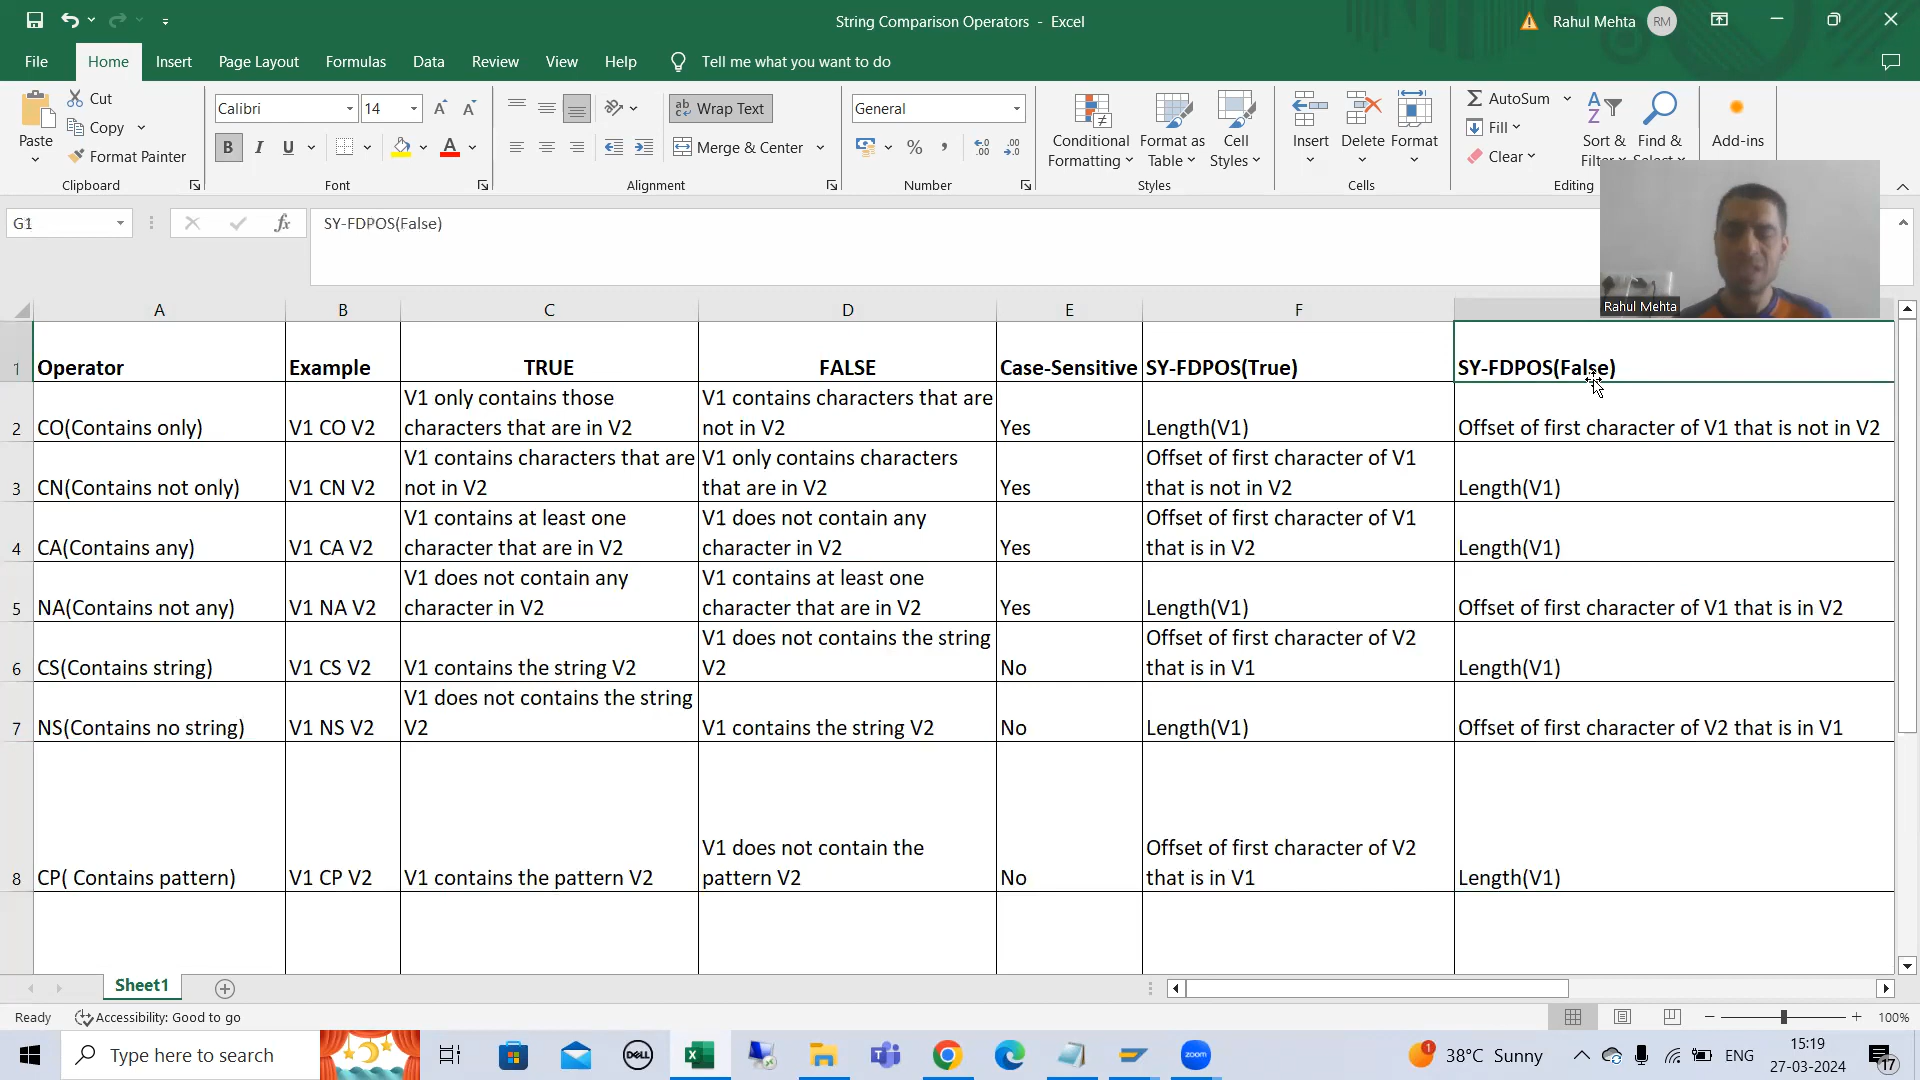 String Comparison Operators - Excel
Rahul Mehta
RM
File
Home
Insert
Page Layout
Formulas
Data
Review
View
Help
Tell me what you want to do
Paste
Cut
Copy
Format Painter
Clipboard
Calibri
14
B I U
Font
Wrap Text
Merge & Center
Alignment
General
Number
Conditional Formatting
Format as Table
Cell Styles
Styles
Insert
Delete
Format
Cells
AutoSum
Fill
Clear
Sort &
Find &
Editing
Add-ins
G1
fx
SY-FDPOS(False)
Rahul Mehta
A B C D E F
1 Operator Example TRUE FALSE Case-Sensitive SY-FDPOS(True) SY-FDPOS(False)
2 CO(Contains only) V1 CO V2 V1 only contains those characters that are in V2 V1 contains characters that are not in V2 Yes Length(V1) Offset of first character of V1 that is not in V2
3 CN(Contains not only) V1 CN V2 V1 contains characters that are not in V2 V1 only contains characters that are in V2 Yes Offset of first character of V1 that is not in V2 Length(V1)
4 CA(Contains any) V1 CA V2 V1 contains at least one character that are in V2 V1 does not contain any character in V2 Yes Offset of first character of V1 that is in V2 Length(V1)
5 NA(Contains not any) V1 NA V2 V1 does not contain any character in V2 V1 contains at least one character that are in V2 Yes Length(V1) Offset of first character of V1 that is in V2
6 CS(Contains string) V1 CS V2 V1 contains the string V2 V1 does not contains the string V2 No Offset of first character of V2 that is in V1 Length(V1)
7 NS(Contains no string) V1 NS V2 V1 does not contains the string V2 V1 contains the string V2 No Length(V1) Offset of first character of V2 that is in V1
8 CP( Contains pattern) V1 CP V2 V1 contains the pattern V2 V1 does not contain the pattern V2 No Offset of first character of V2 that is in V1 Length(V1)
Sheet1
Ready
Accessibility: Good to go
100%
Type here to search
DELL
zoom
1
38°C Sunny
ENG
15:19
27-03-2024
17